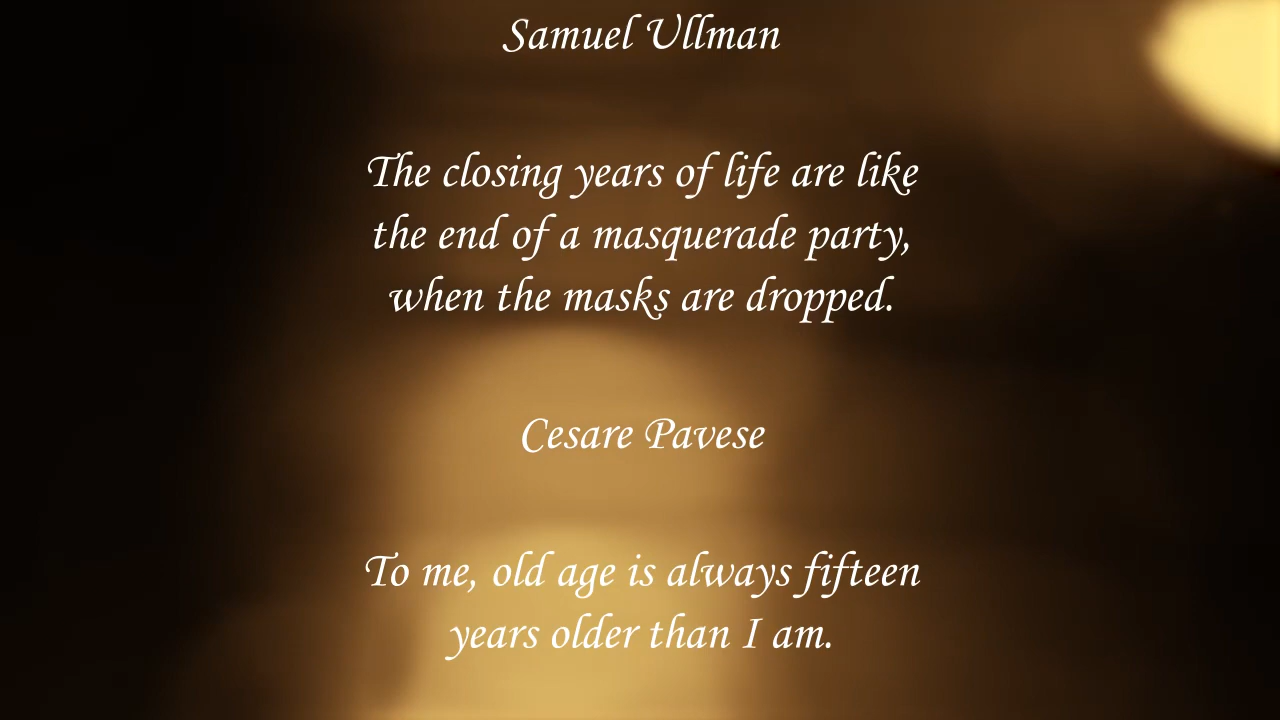 Samuel Ullman
The closing years of life are like
the end of a masquerade party,
when the masks are dropped.
Cesare Pavese
To me, old age is always fifteen
years older than I am.